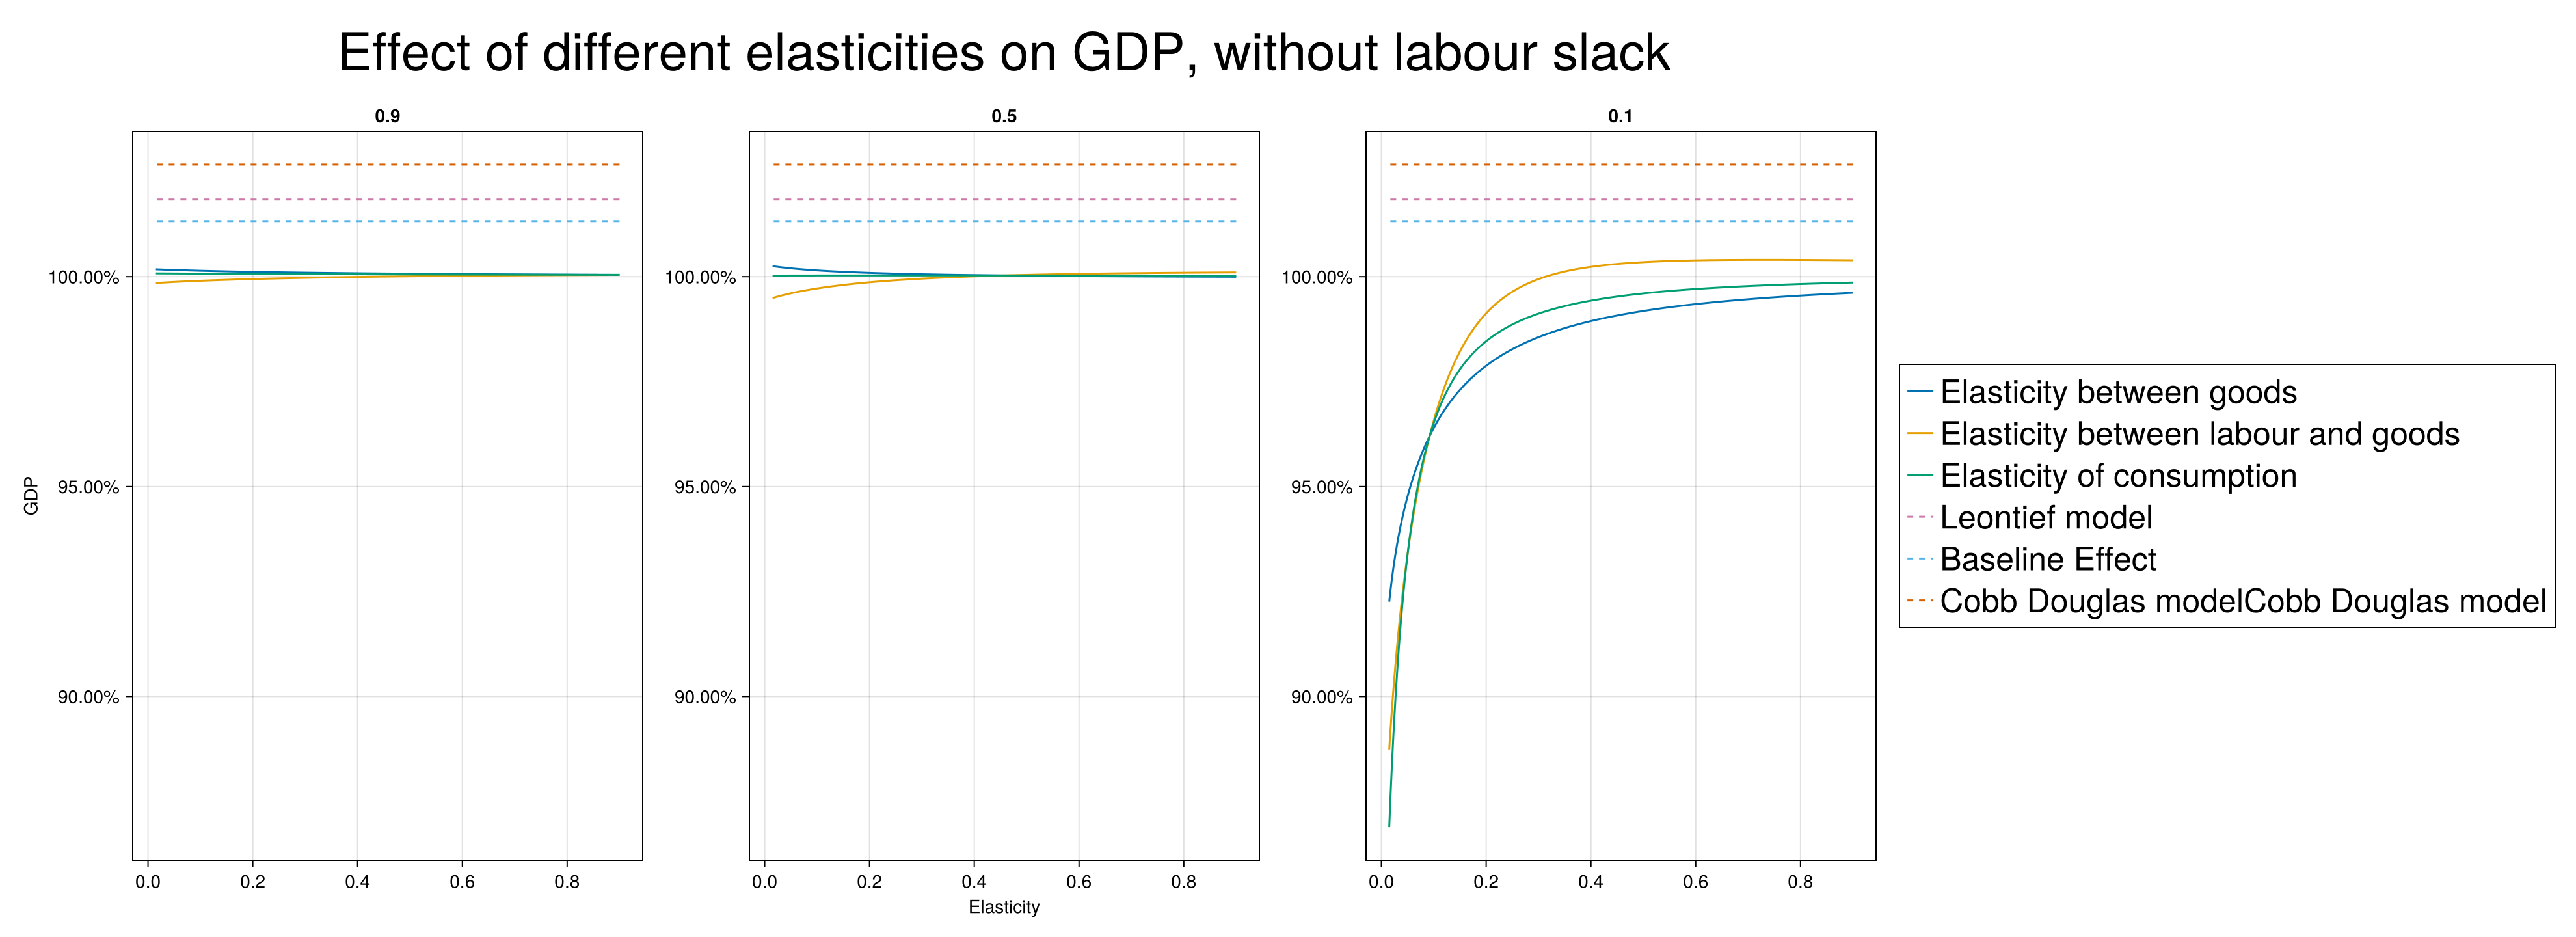 Effect of different elasticities on GDP, without labour slack
0.9
0.5
0.1
GDP
100.00%
95.00%
90.00%
0.0 0.2 0.4 0.6 0.8
100.00%
95.00%
90.00%
0.0 0.2 0.4 0.6 0.8
100.00%
95.00%
90.00%
0.0 0.2 0.4 0.6 0.8
Elasticity
Elasticity between goods
Elasticity between labour and goods
Elasticity of consumption
Leontief model
Baseline Effect
Cobb Douglas modelCobb Douglas model